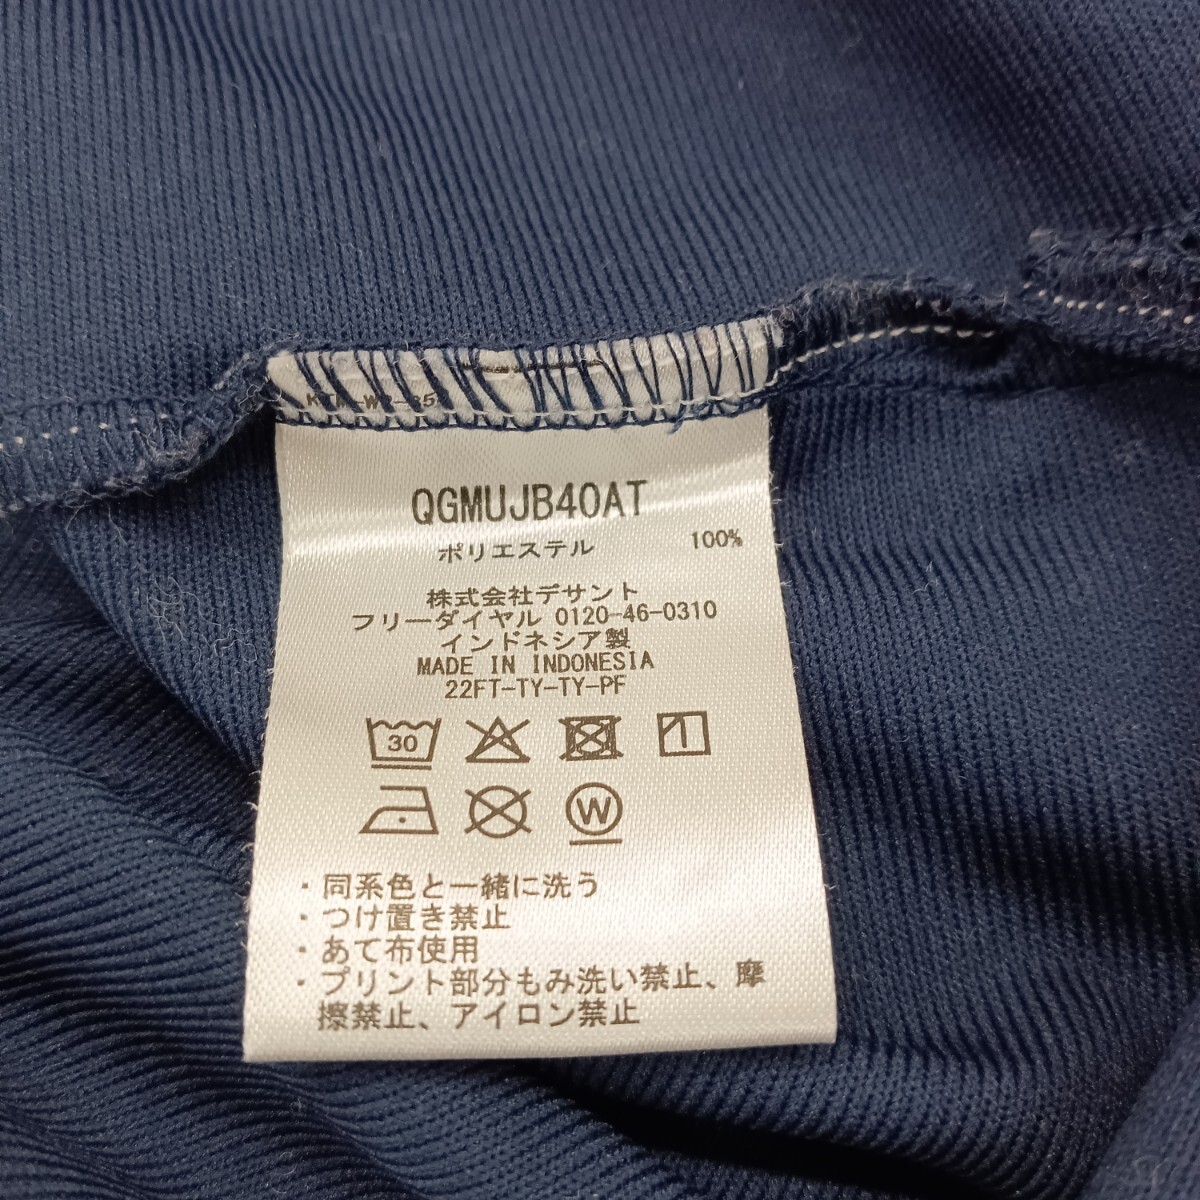 QGMUJB40AT
ポリエステル 100%
株式会社デサント
フリーダイヤル 0120-46-0310
インドネシア製
MADE IN INDONESIA
22FT-TY-TY-PF
30
W
・同系色と一緒に洗う
・つけ置き禁止
・あて布使用
・プリント部分もみ洗い禁止、摩
擦禁止、アイロン禁止